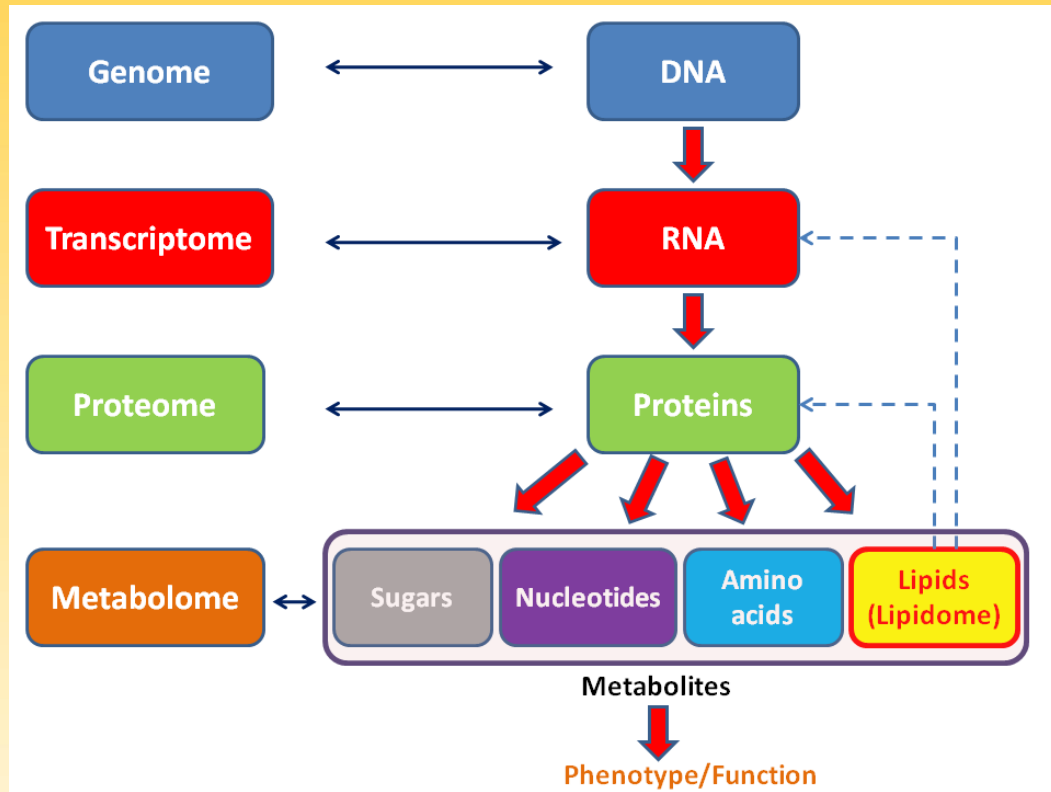 Genome
DNA
Transcriptome
RNA
Proteome
Proteins
Metabolome
Sugars
Nucleotides
Amino
acids
Lipids
(Lipidome)
Metabolites
Phenotype/Function